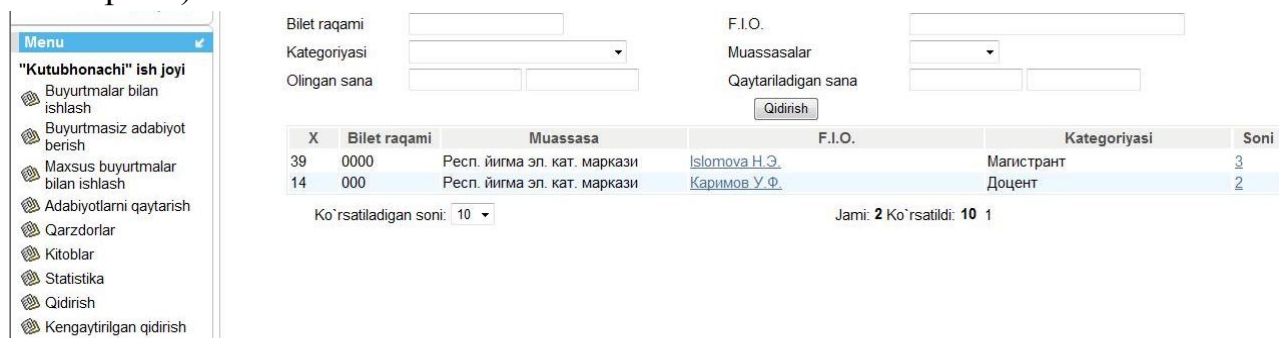 Menu
"Kutubhonachi" ish joyi
Buyurtmalar bilan
ishlash
Buyurtmasiz adabiyot
berish
Maxsus buyurtmalar
bilan ishlash
Adabiyotlarni qaytarish
Qarzdorlar
Kitoblar
Statistika
Qidirish
Kengaytirilgan qidirish
Bilet raqami F.I.O.
Kategoriyasi Muassasalar
Olingan sana Qaytariladigan sana
Qidirish
X Bilet raqami Muassasa F.I.O. Kategoriyasi Soni
39 0000 Респ. йигма эл. кат. маркази Islomova Н.Э. Магистрант 3
14 000 Респ. йигма эл. кат. маркази Каримов У.Ф. Доцент 2
Ko`rsatiladigan soni: 10 Jami: 2 Ko`rsatildi: 10 1